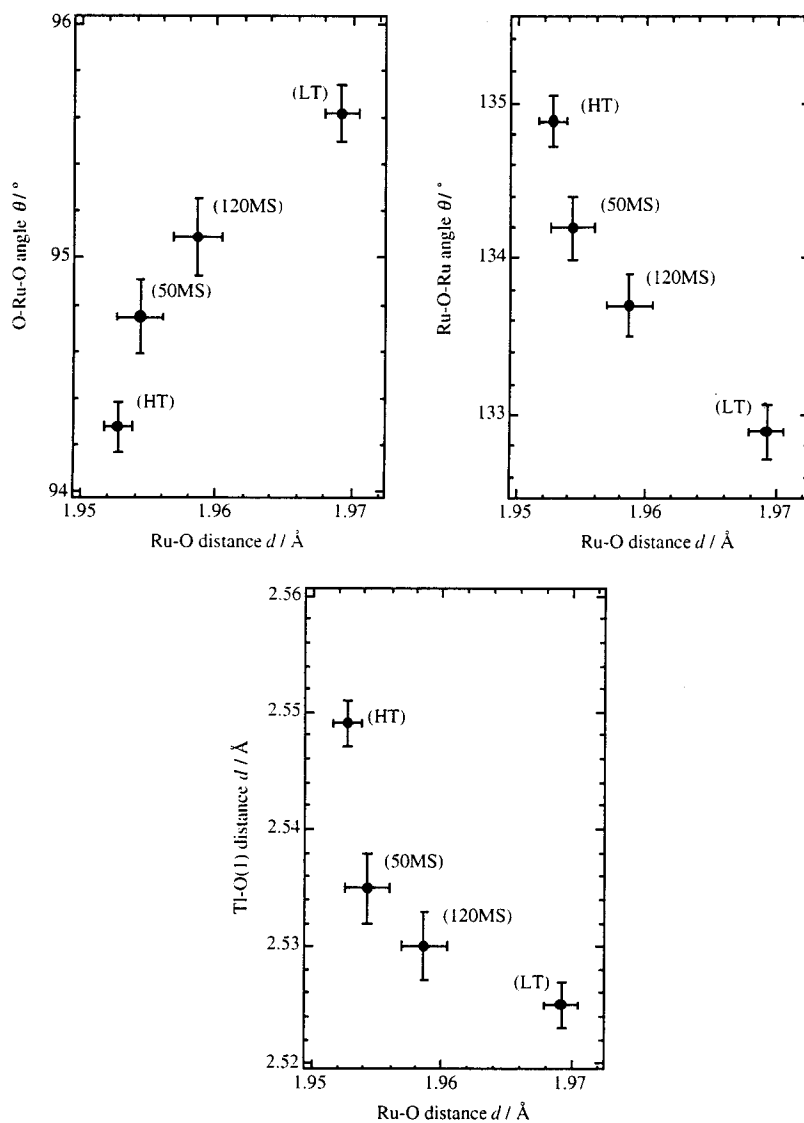 96
95
94
O-Ru-O angle θ/ °
(LT)
(120MS)
(50MS)
(HT)
1.95
1.96
1.97
Ru-O distance d / Å
135
134
133
Ru-O-Ru angle θ/ °
(HT)
(50MS)
(120MS)
(LT)
1.95
1.96
1.97
Ru-O distance d / Å
2.56
2.55
2.54
2.53
2.52
Tl-O(1) distance d / Å
(HT)
(50MS)
(120MS)
(LT)
1.95
1.96
1.97
Ru-O distance d / Å